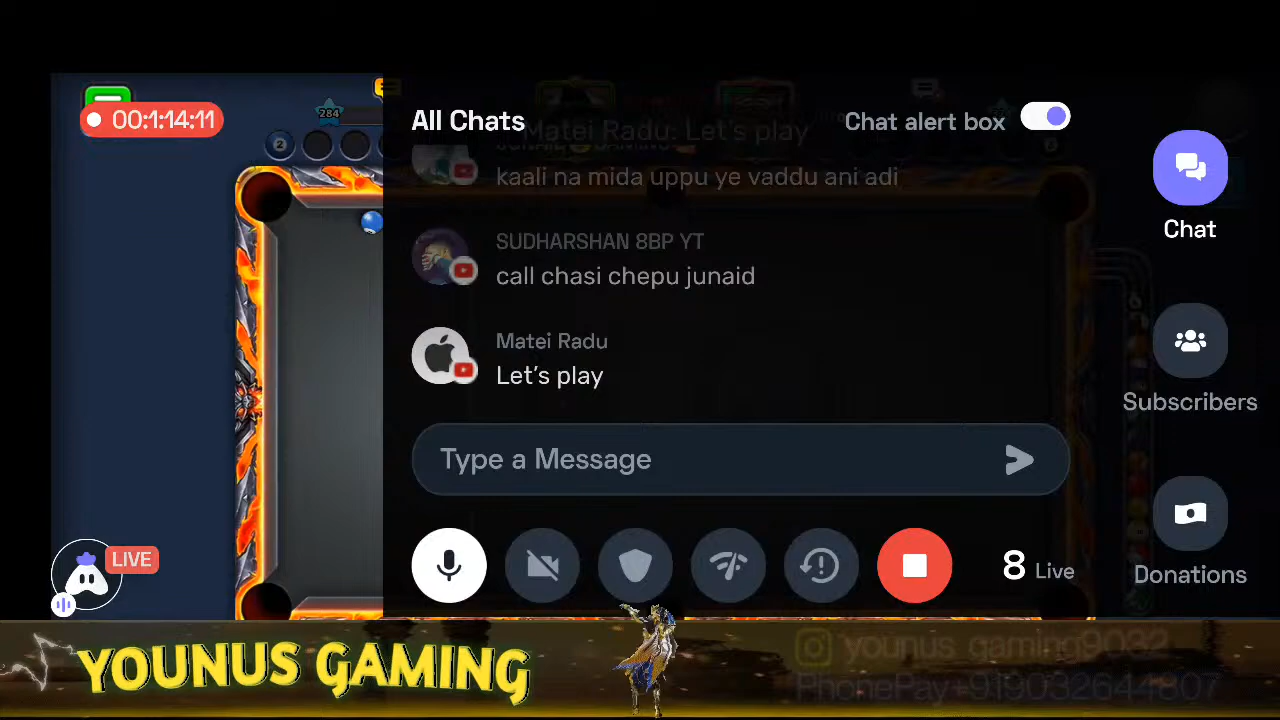 00:1:14:11
284
2
All Chats
Matei Radu: Let's play
Chat alert box
kaali na mida uppu ye vaddu ani adi
SUDHARSHAN 8BP YT
call chasi chepu junaid
Matei Radu
Let's play
Type a Message
8 Live
Chat
Subscribers
Donations
LIVE
YOUNUS GAMING
younus gaming9032
PhonePay+919032644807